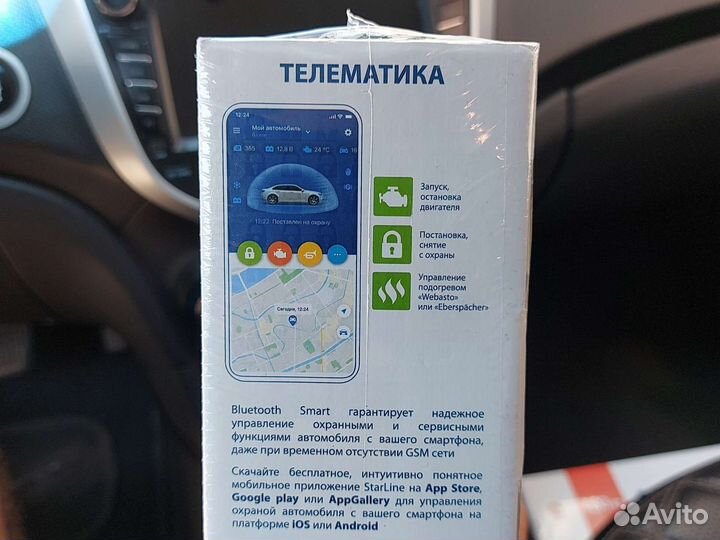 ТЕЛЕМАТИКА
12:24
Мой автомобиль
365 12,8 В 24 °C 16
12:22 Поставлен на охрану
Сегодня, 12:24
Запуск,
остановка
двигателя
Постановка,
снятие
с охраны
Управление
подогревом
«Webasto»
или «Eberspächer»
Bluetooth Smart гарантирует надежное
управление охранными и сервисными
функциями автомобиля с вашего смартфона,
даже при временном отсутствии GSM сети
Скачайте бесплатное, интуитивно понятное
мобильное приложение StarLine на App Store,
Google play или AppGallery для управления
охраной автомобиля с вашего смартфона на
платформе iOS или Android
Avito